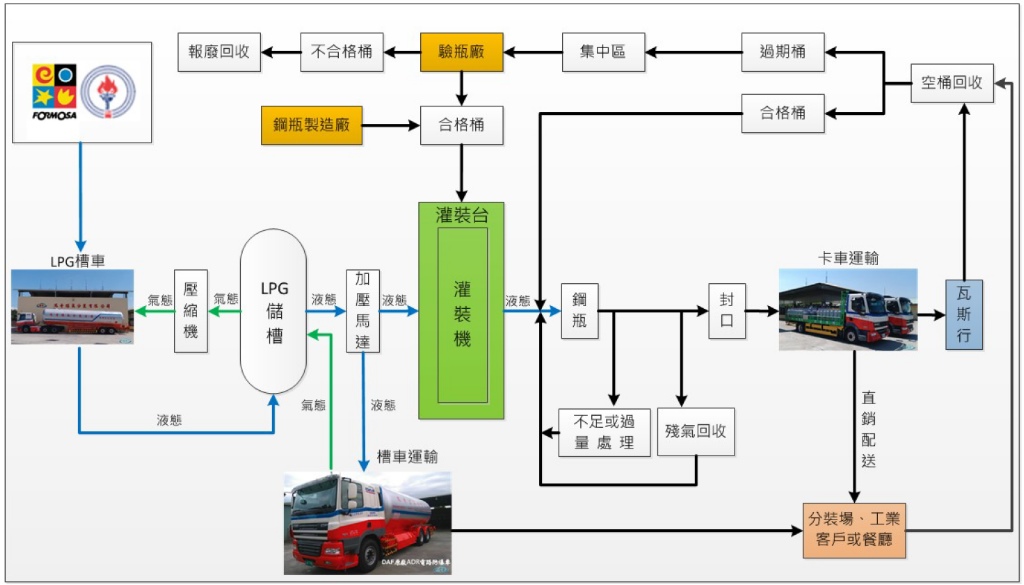 報廢回收
不合格桶
驗瓶廠
集中區
過期桶
空桶回收
FORMOSA
鋼瓶製造廠
合格桶
合格桶
灌裝台
LPG槽車
氣態
壓縮機
氣態
LPG
儲槽
液態
加壓馬達
液態
灌裝機
液態
鋼瓶
封口
卡車運輸
瓦斯行
液態
氣態
液態
不足或過
量處理
殘氣回收
直銷配送
槽車運輸
分裝場、工業
客戶或餐廳